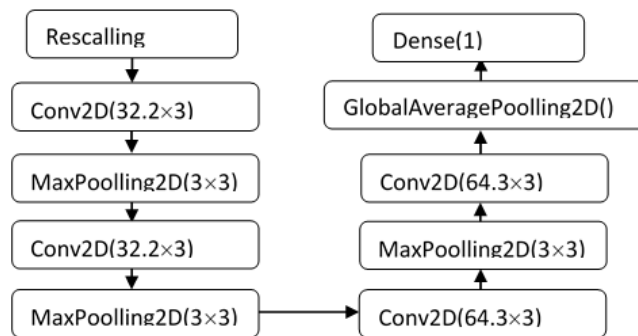 Rescalling
Conv2D(32.2×3)
MaxPoolling2D(3×3)
Conv2D(32.2×3)
MaxPoolling2D(3×3)
Conv2D(64.3×3)
MaxPoolling2D(3×3)
Conv2D(64.3×3)
GlobalAveragePoolling2D()
Dense(1)